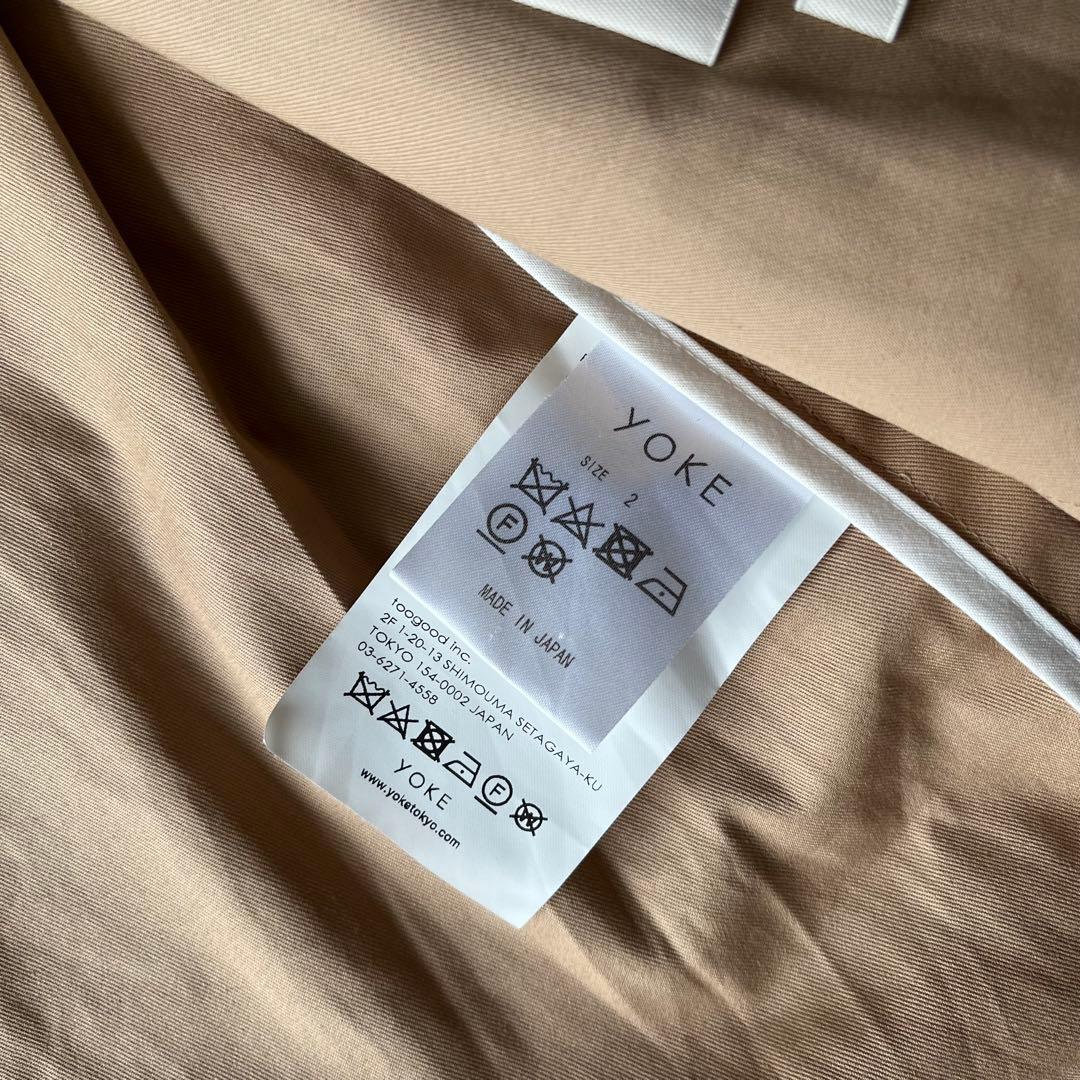 YOKE
SIZE 2
F
W
MADE IN JAPAN
toogood inc.
2F 1-20-13 SHIMOUMA SETAGAYA-KU
TOKYO 154-0002 JAPAN
03-6271-4558
F
W
YOKE
www.yoketokyo.com